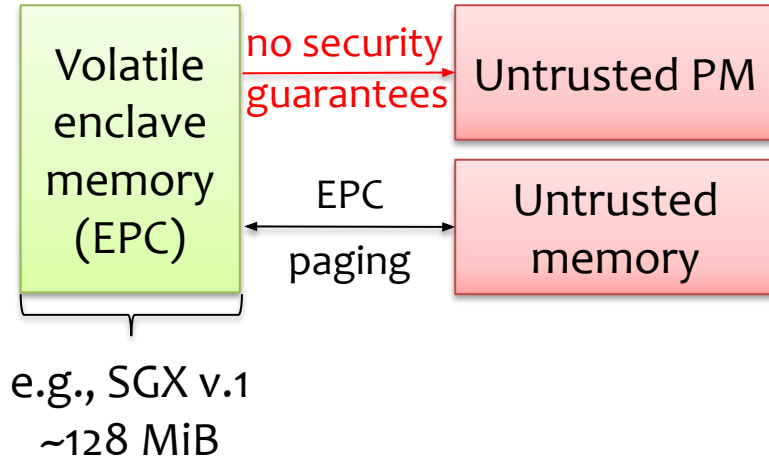 Volatile
enclave
memory
(EPC)
no security
guarantees
Untrusted PM
EPC
paging
Untrusted
memory
e.g., SGX v.1
~128 MiB